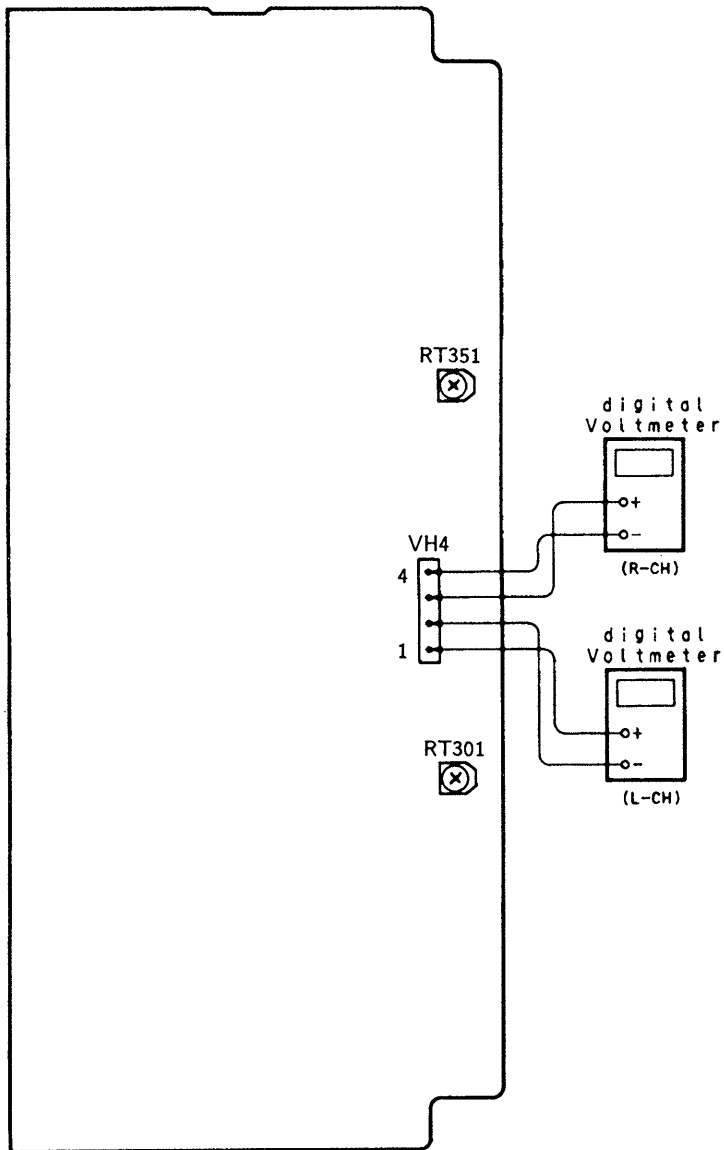 RT351
digital
Voltmeter
+
-
(R-CH)
VH4
4
1
digital
Voltmeter
+
-
(L-CH)
RT301